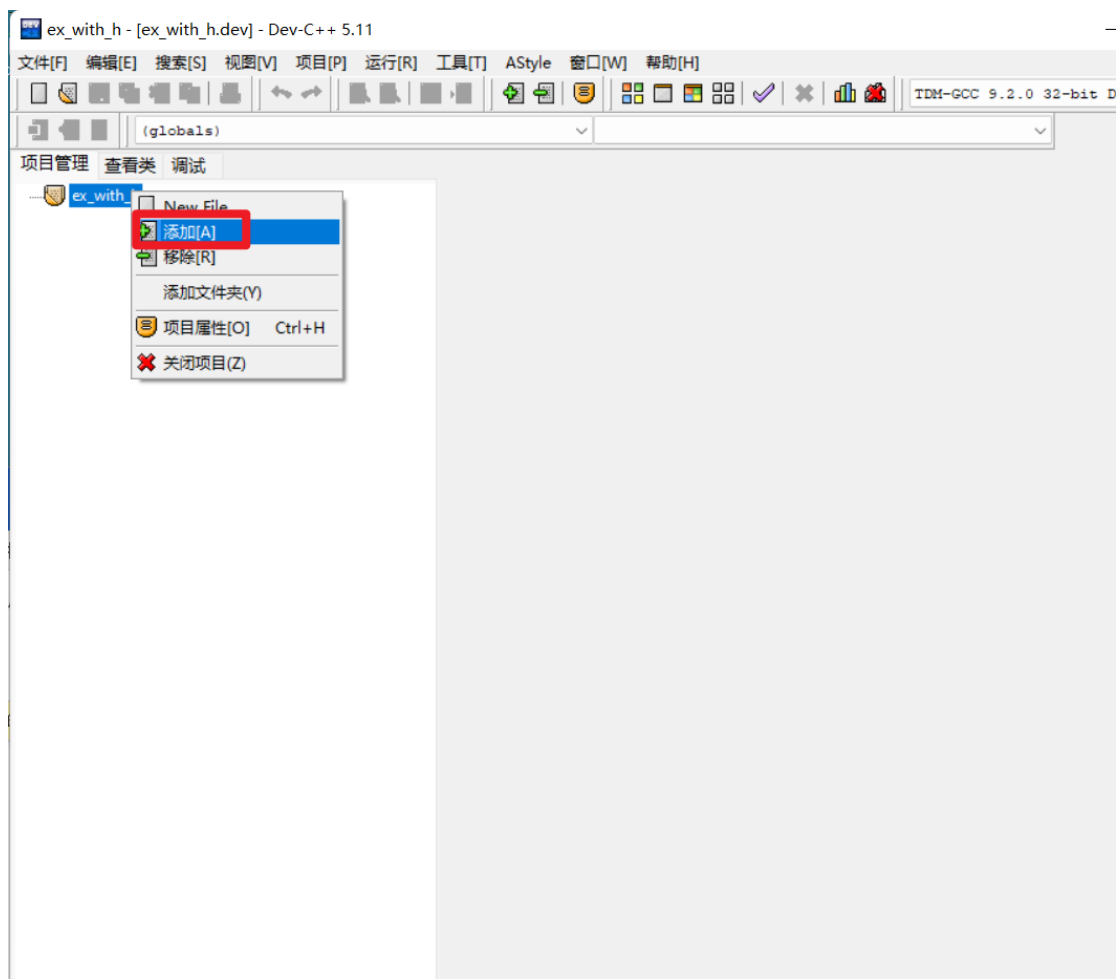 ex_with_h - [ex_with_h.dev] - Dev-C++ 5.11
文件[F] 编辑[E] 搜索[S] 视图[V] 项目[P] 运行[R] 工具[T] AStyle 窗口[W] 帮助[H]
TDM-GCC 9.2.0 32-bit D
(globals)
项目管理 查看类 调试
ex_with_
New File
添加[A]
移除[R]
添加文件夹(Y)
项目属性[O] Ctrl+H
关闭项目(Z)